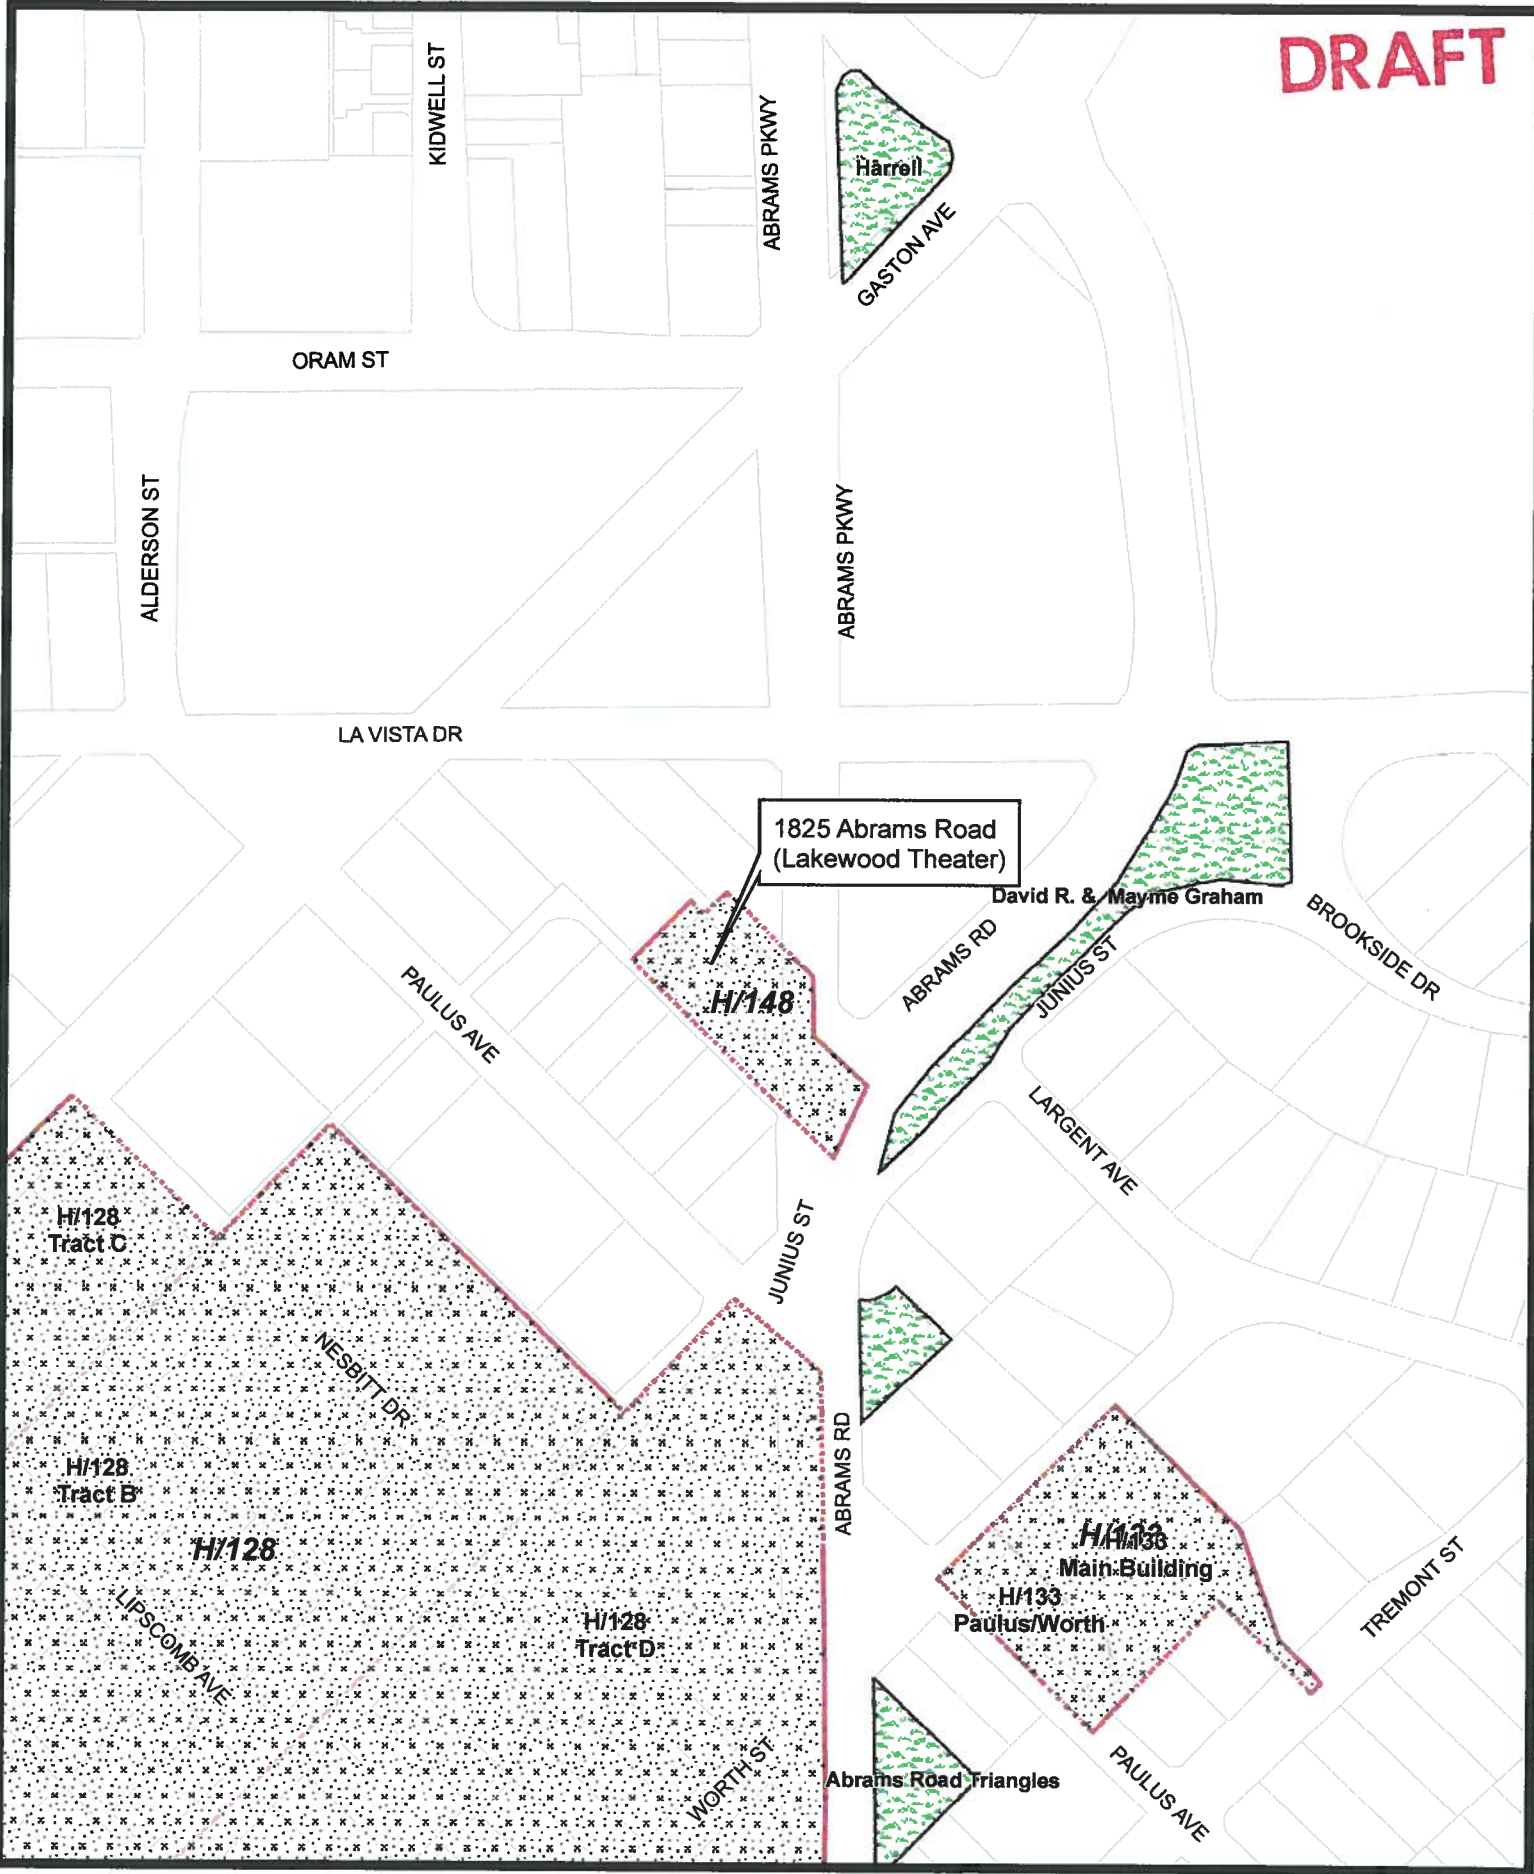 DRAFT
KIDWELL ST
ABRAMS PKWY
Harrell
GASTON AVE
ORAM ST
ALDERSON ST
ABRAMS PKWY
LA VISTA DR
1825 Abrams Road
(Lakewood Theater)
David R. & Mayme Graham
BROOKSIDE DR
ABRAMS RD
JUNIUS ST
PAULUS AVE
H/148
LARGENT AVE
H/128
Tract C
JUNIUS ST
NESBITT DR
ABRAMS RD
H/128
Tract B
H/128
H/133
H/133
Main Building
H/133
Paulus/Worth
TREMONT ST
LIPSCOMB AVE
H/128
Tract D
WORTH ST
Abrams Road Triangles
PAULUS AVE